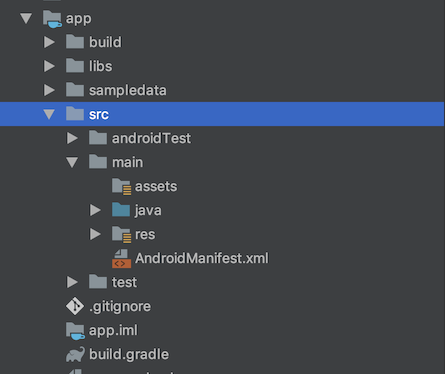 app
build
libs
sampledata
src
androidTest
main
assets
java
res
AndroidManifest.xml
test
.gitignore
app.iml
build.gradle